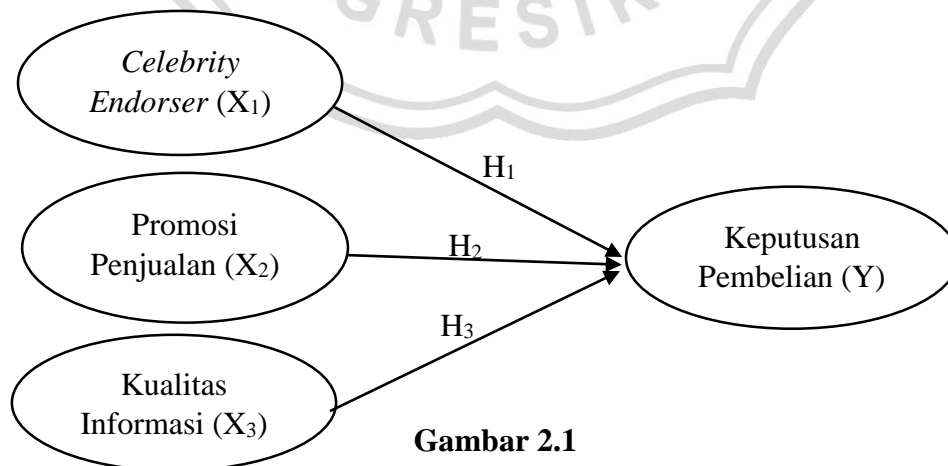 GRESIK
Celebrity
Endorser (X₁)
H₁
Promosi
Penjualan (X₂)
H₂
Keputusan
Pembelian (Y)
H₃
Kualitas
Informasi (X₃)
Gambar 2.1